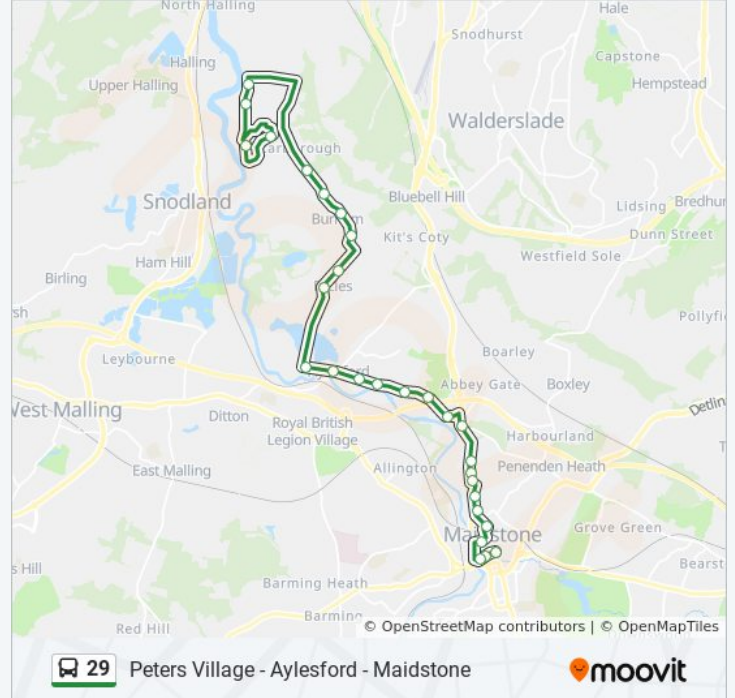 North Halling
Hale
Snodhurst
Halling
Capstone
Upper Halling
Hempstead
Walderslade
Snodland
Bluebell Hill
Lidsing
Bredhur
Kit's Coty
Dunn Street
Westfield Sole
Ham Hill
Birling
Pollyfi
Leybourne
Boarley
Abbey Gate
Boxley
West Malling
Detlin
Ditton
Royal British
Legion Village
Harbourland
Allington
Penenden Heath
East Malling
Grove Green
s Hill
Bearst
Barming Heath
Barming
Red Hill
© OpenStreetMap contributors | © OpenMapTiles
29 Peters Village - Aylesford - Maidstone
moovit